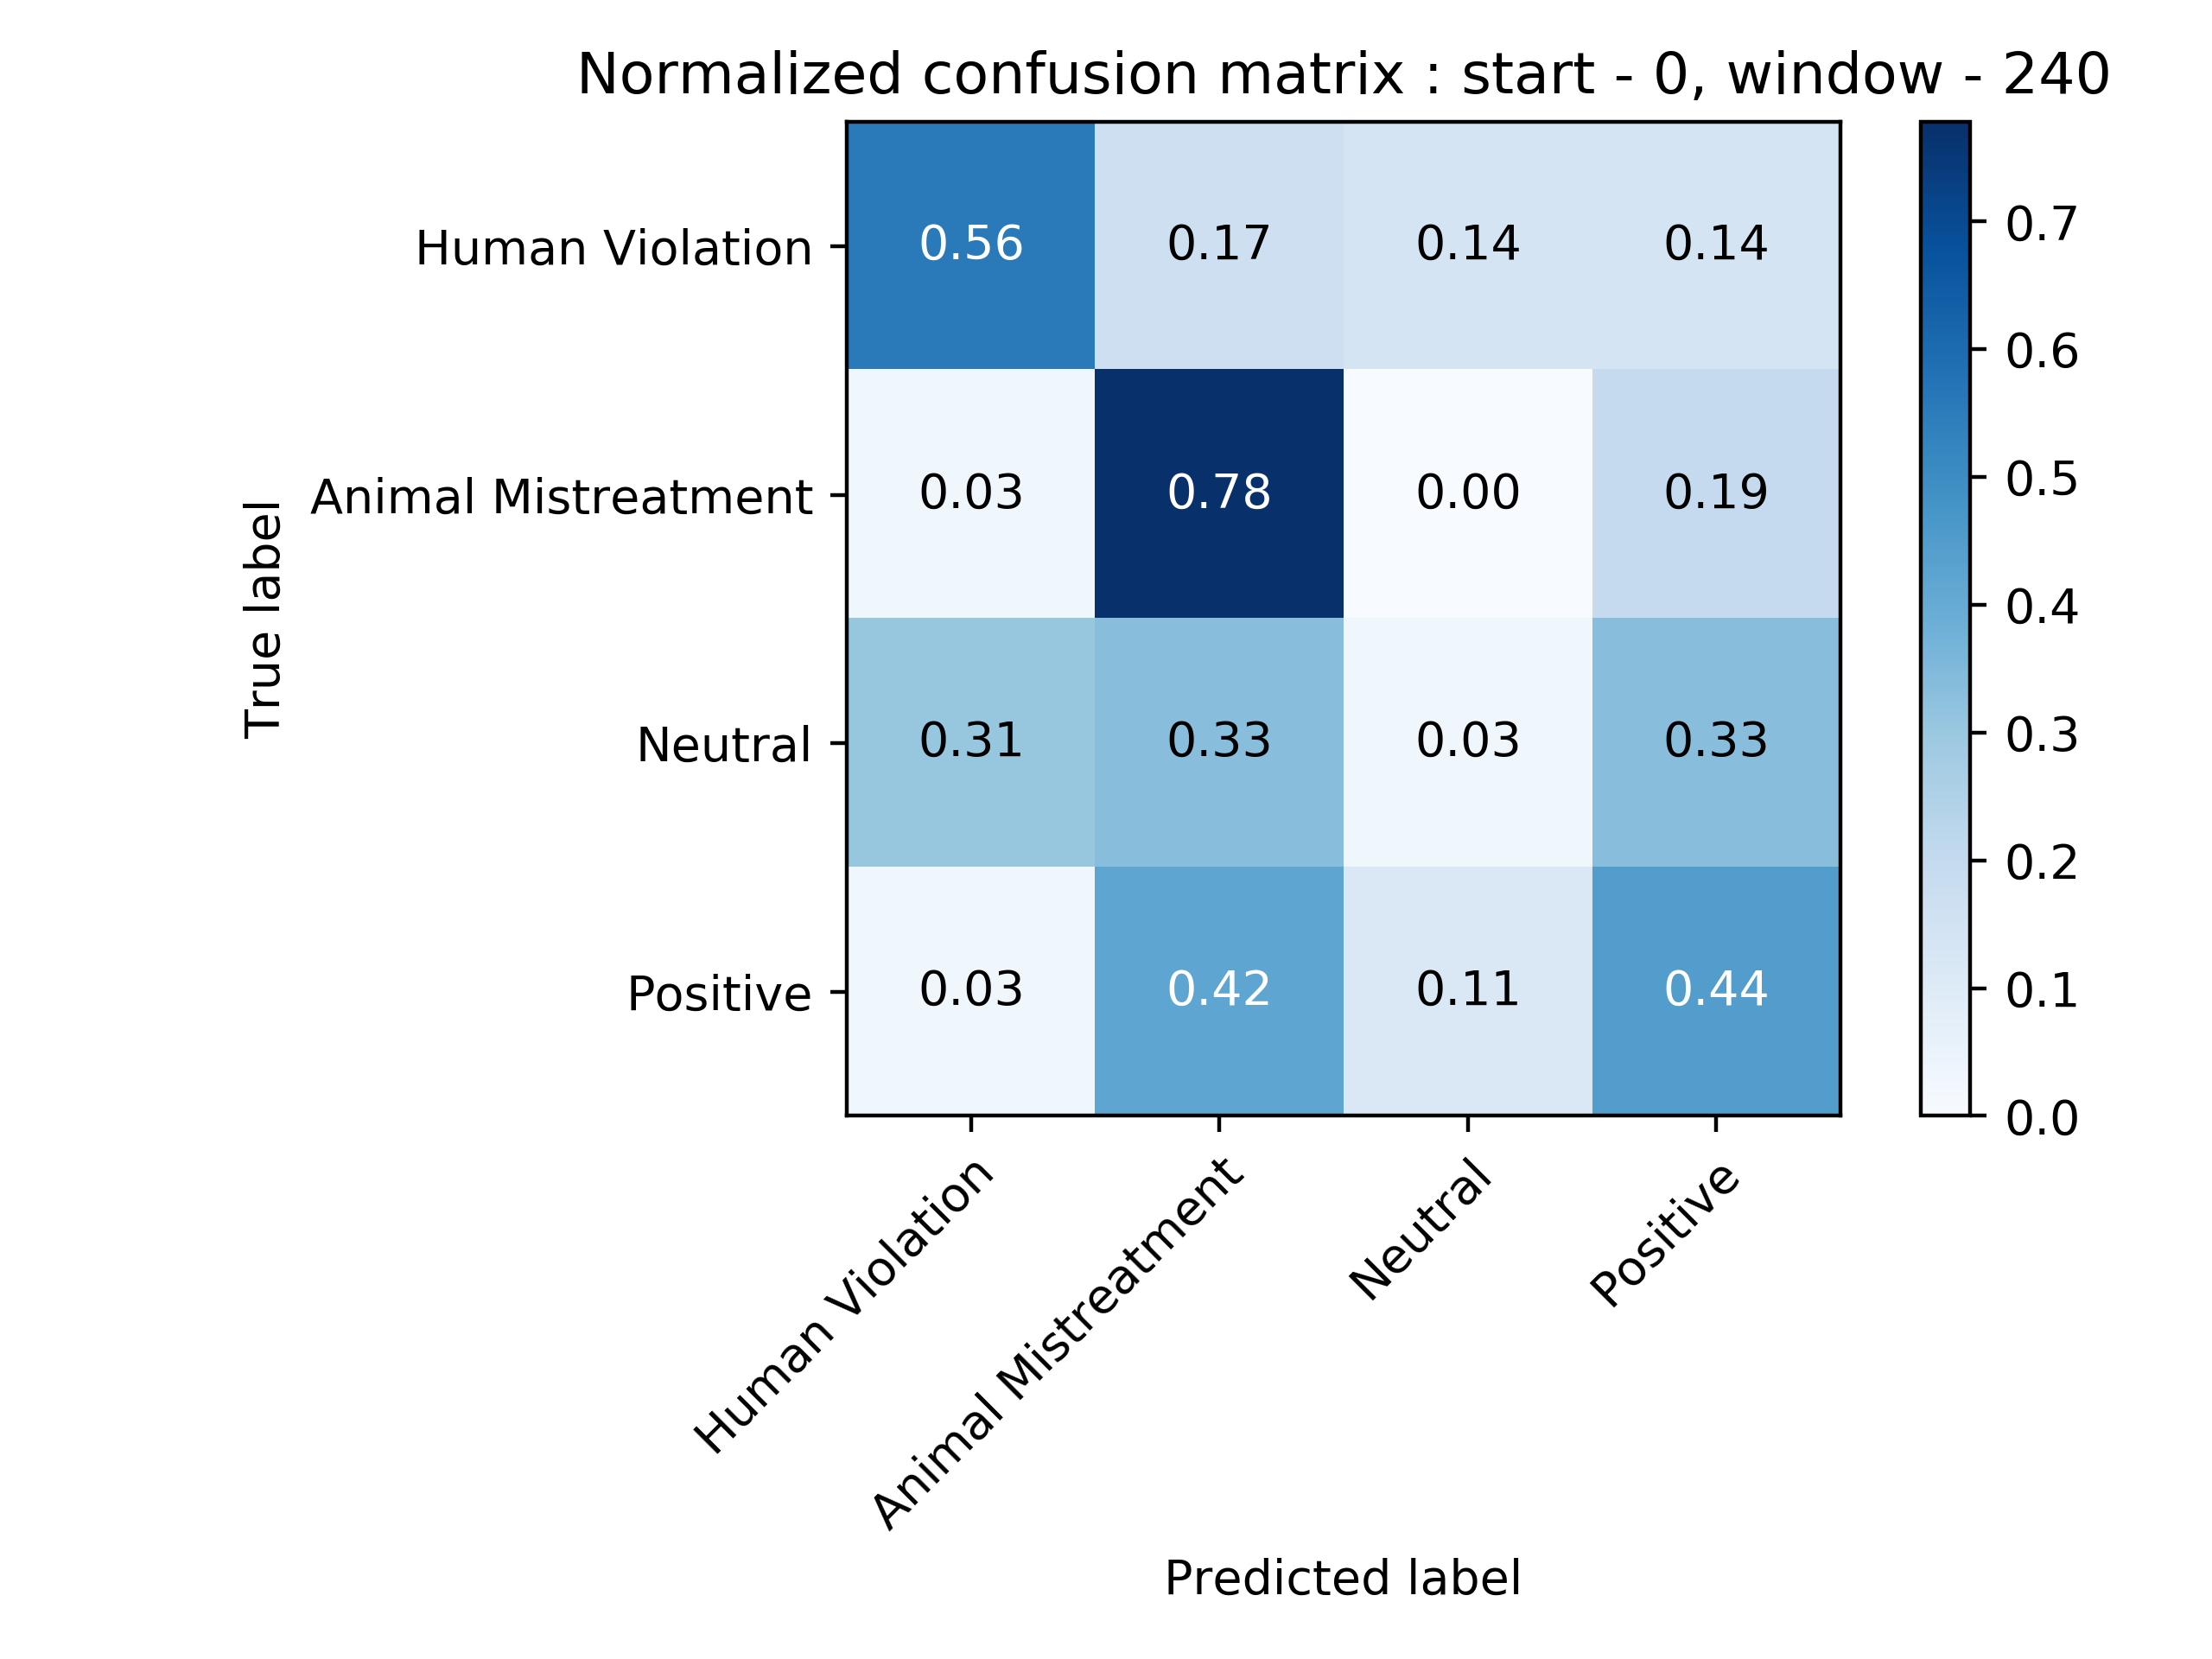 Normalized confusion matrix : start - 0, window - 240
Human Violation
0.56 0.17 0.14 0.14
Animal Mistreatment
0.03 0.78 0.00 0.19
Neutral
0.31 0.33 0.03 0.33
Positive
0.03 0.42 0.11 0.44
True label
Human Violation
Animal Mistreatment
Neutral
Positive
Predicted label
0.7
0.6
0.5
0.4
0.3
0.2
0.1
0.0